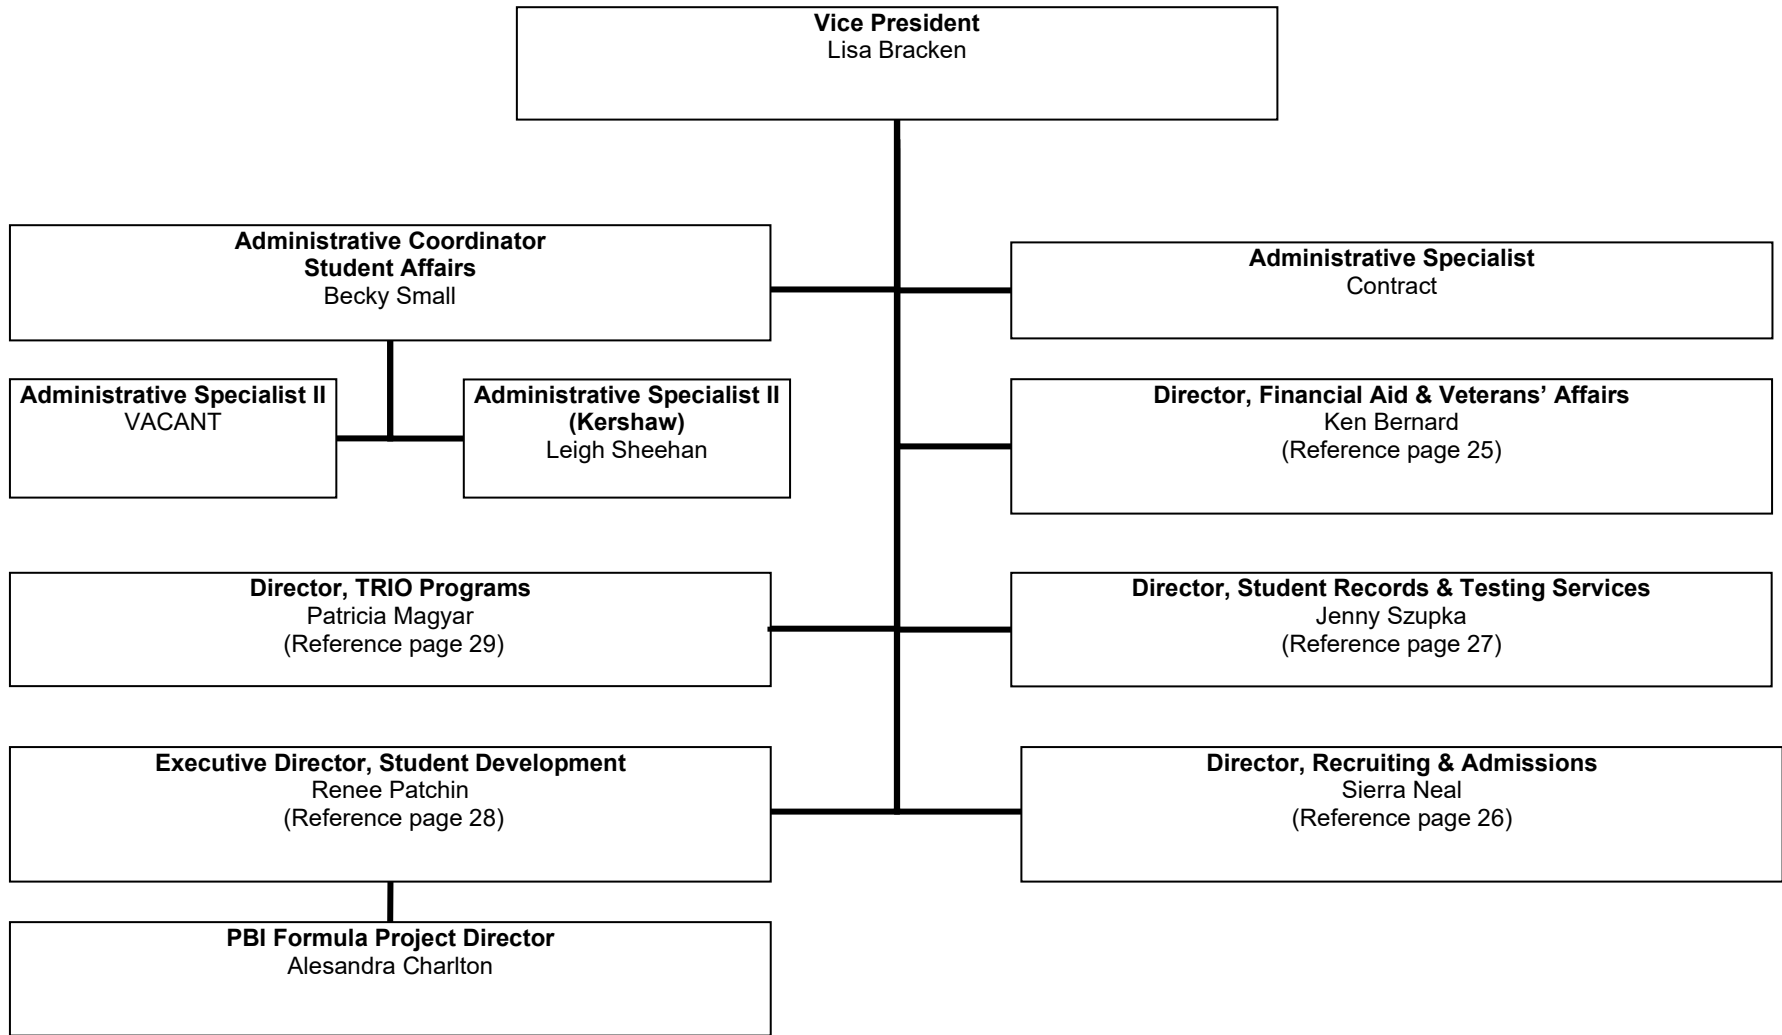 Vice President
Lisa Bracken
Administrative Coordinator
Student Affairs
Becky Small
Administrative Specialist
Contract
Administrative Specialist II
VACANT
Administrative Specialist II
(Kershaw)
Leigh Sheehan
Director, Financial Aid & Veterans’ Affairs
Ken Bernard
(Reference page 25)
Director, TRIO Programs
Patricia Magyar
(Reference page 29)
Director, Student Records & Testing Services
Jenny Szupka
(Reference page 27)
Executive Director, Student Development
Renee Patchin
(Reference page 28)
Director, Recruiting & Admissions
Sierra Neal
(Reference page 26)
PBI Formula Project Director
Alesandra Charlton